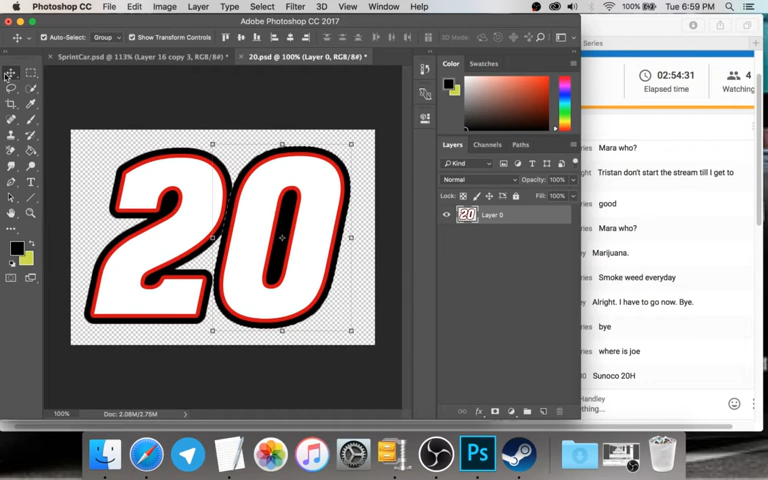 Photoshop CC File Edit Image Layer Type Select Filter 3D View Window Help 100% Tue 6:59 PM
Adobe Photoshop CC 2017
Auto-Select: Group Show Transform Controls 3D Mode:
SprintCar.psd @ 113% (Layer 16 copy 3, RGB/8#) * 20.psd @ 100% (Layer 0, RGB/8#) *
20
100% Doc: 2.08M/2.75M
Color Swatches
Layers Channels Paths
Kind
Normal Opacity: 100%
Lock: Fill: 100%
20 Layer 0
fx
Series
02:54:31 4
Elapsed time Watching
Mara who?
Tristan don't start the stream till I get to
good
Mara who?
Marijuana.
Smoke weed everyday
Alright. I have to go now. Bye.
bye
where is joe
Sunoco 20H
Handley
Ps